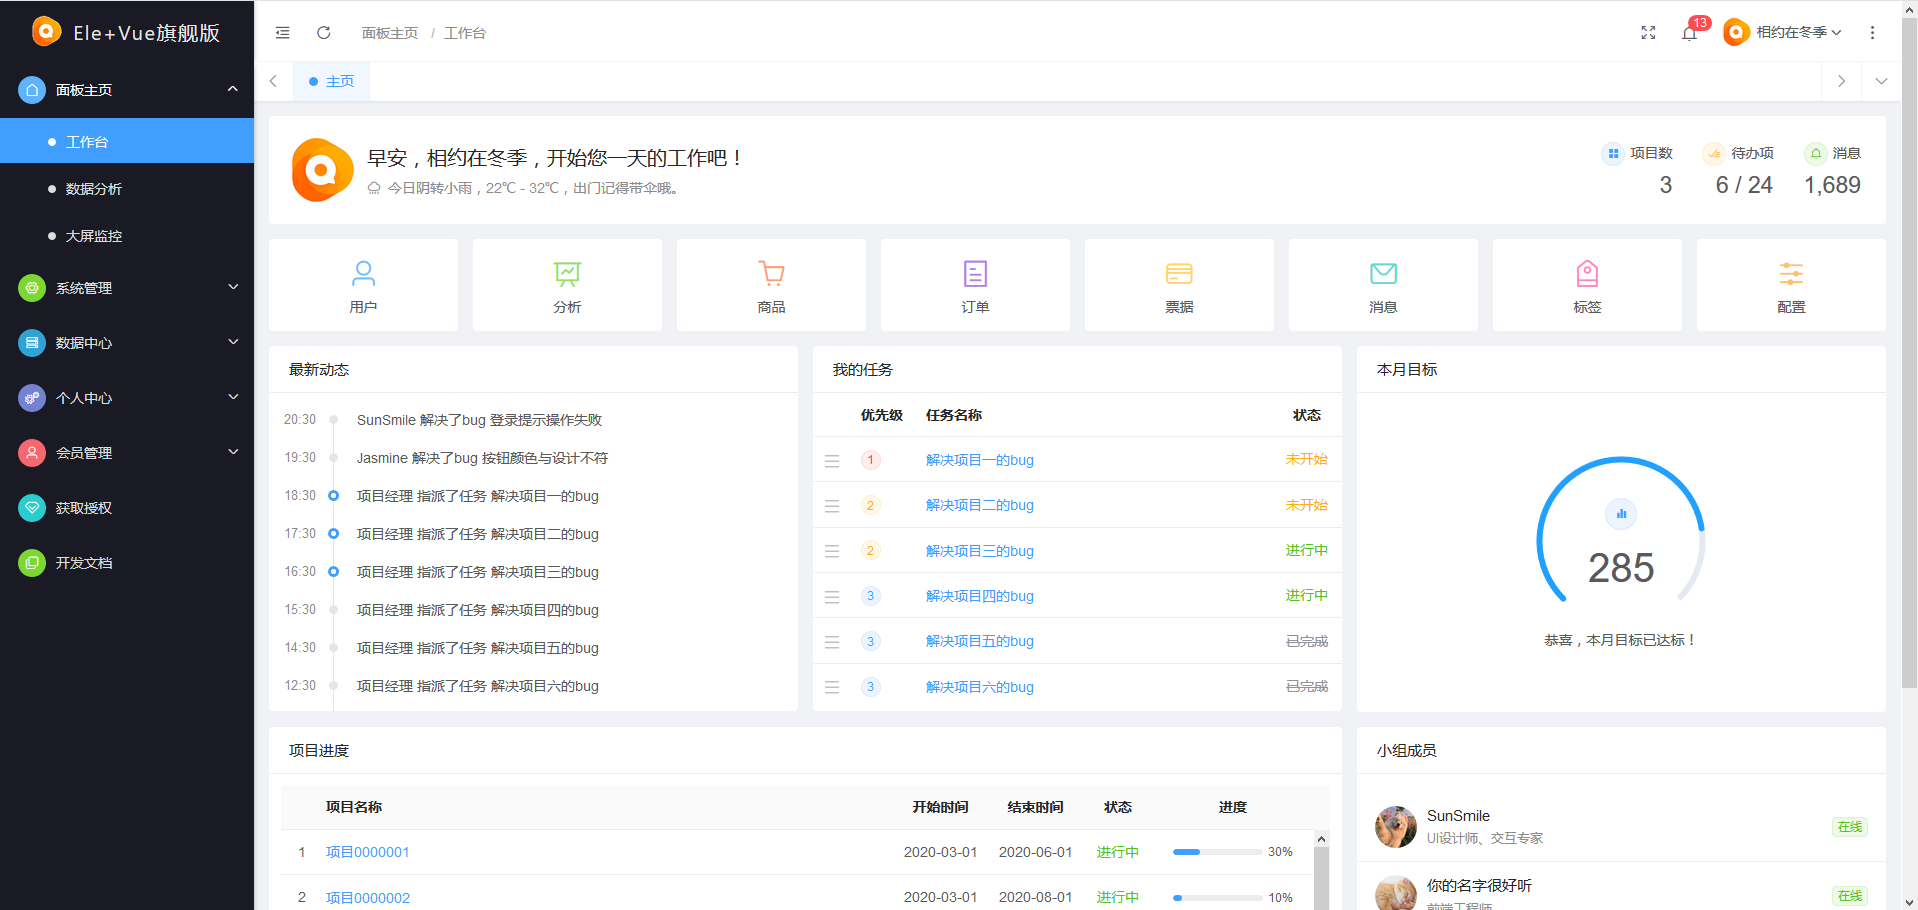 Ele+Vue旗舰版
面板主页
工作台
数据分析
大屏监控
系统管理
数据中心
个人中心
会员管理
获取授权
开发文档
面板主页 / 工作台
13
相约在冬季
主页
早安，相约在冬季，开始您一天的工作吧！
今日阴转小雨，22℃ - 32℃，出门记得带伞哦。
项目数
3
待办项
6 / 24
消息
1,689
用户
分析
商品
订单
票据
消息
标签
配置
最新动态
20:30 SunSmile 解决了bug 登录提示操作失败
19:30 Jasmine 解决了bug 按钮颜色与设计不符
18:30 项目经理 指派了任务 解决项目一的bug
17:30 项目经理 指派了任务 解决项目二的bug
16:30 项目经理 指派了任务 解决项目三的bug
15:30 项目经理 指派了任务 解决项目四的bug
14:30 项目经理 指派了任务 解决项目五的bug
12:30 项目经理 指派了任务 解决项目六的bug
我的任务
优先级 任务名称 状态
1 解决项目一的bug 未开始
2 解决项目二的bug 未开始
2 解决项目三的bug 进行中
3 解决项目四的bug 进行中
3 解决项目五的bug 已完成
3 解决项目六的bug 已完成
本月目标
285
恭喜，本月目标已达标！
项目进度
项目名称 开始时间 结束时间 状态 进度
1 项目0000001 2020-03-01 2020-06-01 进行中 30%
2 项目0000002 2020-03-01 2020-08-01 进行中 10%
小组成员
SunSmile
UI设计师、交互专家
在线
你的名字很好听
前端工程师
在线